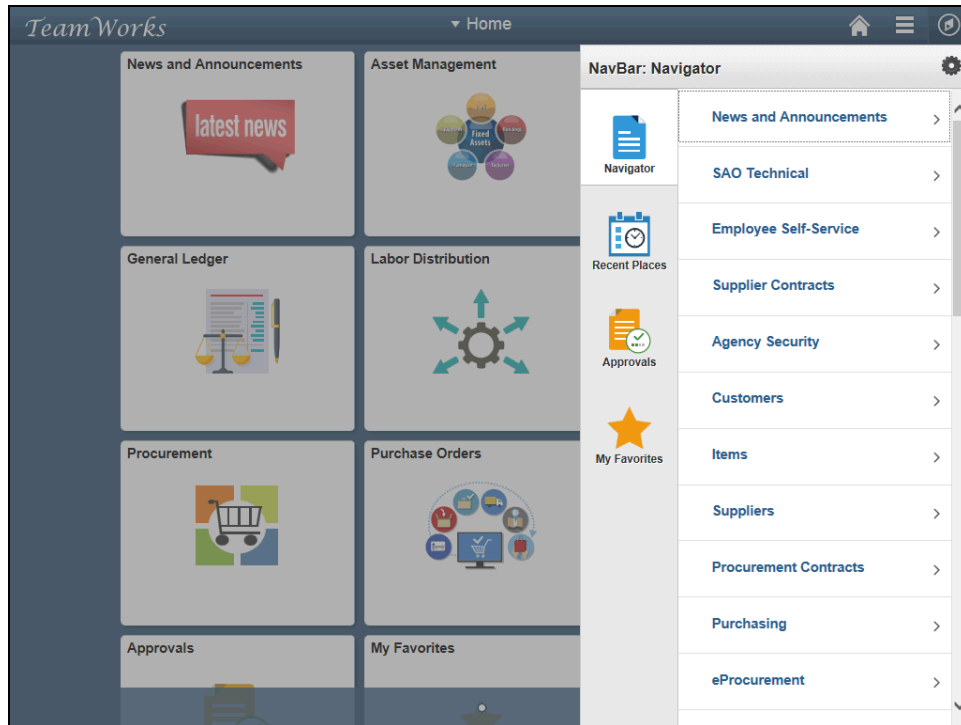 TeamWorks
Home
News and Announcements
Asset Management
latest news
Fixed
Assets
General Ledger
Labor Distribution
Procurement
Purchase Orders
Approvals
My Favorites
NavBar: Navigator
Navigator
Recent Places
Approvals
My Favorites
News and Announcements
SAO Technical
Employee Self-Service
Supplier Contracts
Agency Security
Customers
Items
Suppliers
Procurement Contracts
Purchasing
eProcurement